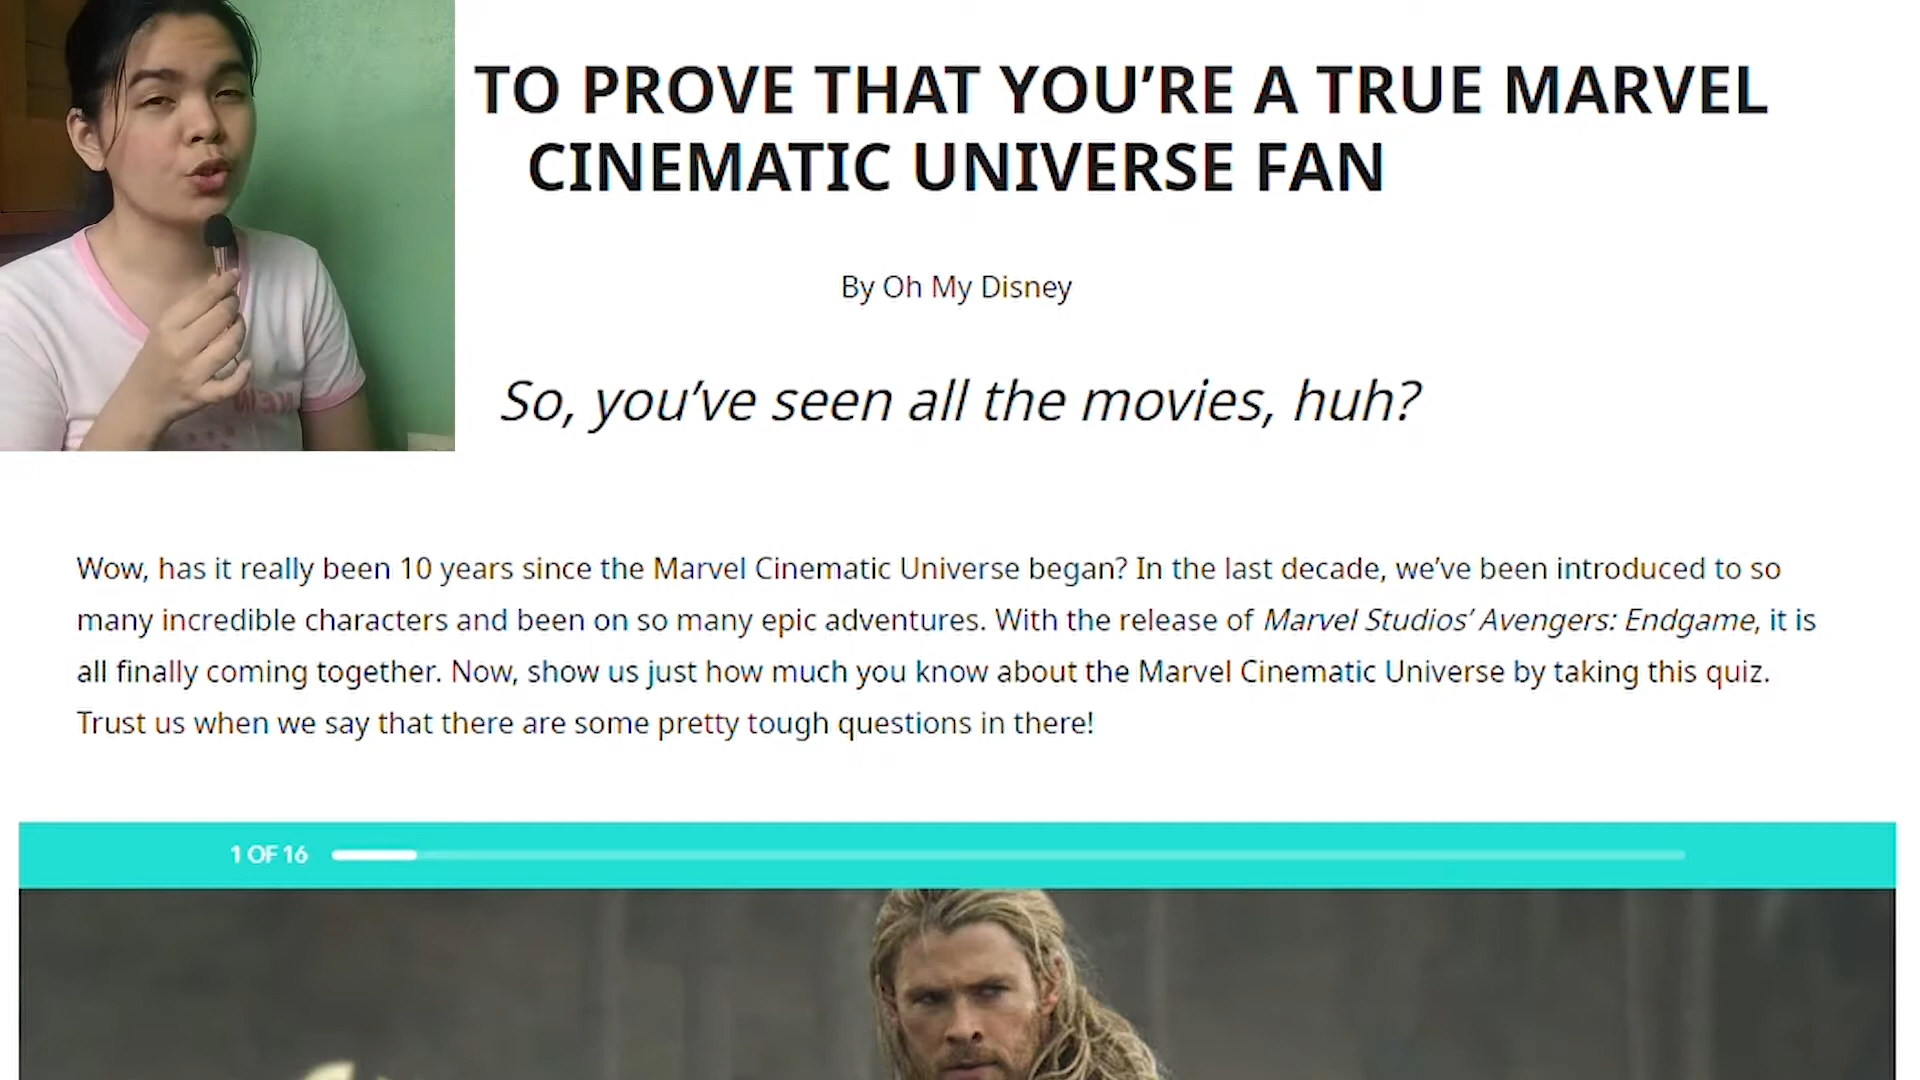 TO PROVE THAT YOU’RE A TRUE MARVEL
CINEMATIC UNIVERSE FAN
By Oh My Disney
So, you’ve seen all the movies, huh?
Wow, has it really been 10 years since the Marvel Cinematic Universe began? In the last decade, we’ve been introduced to so
many incredible characters and been on so many epic adventures. With the release of Marvel Studios’ Avengers: Endgame, it is
all finally coming together. Now, show us just how much you know about the Marvel Cinematic Universe by taking this quiz.
Trust us when we say that there are some pretty tough questions in there!
1 OF 16